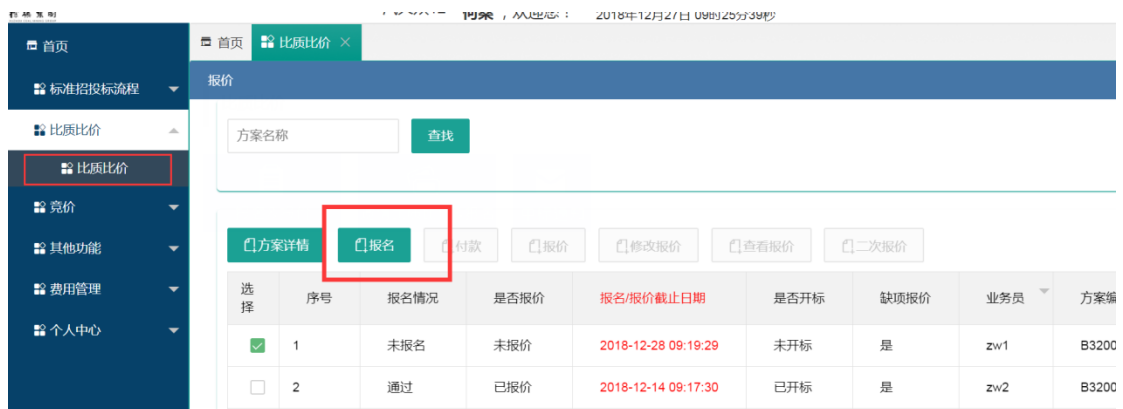 2018年12月27日 09时25分39秒
首页
标准招投标流程
比质比价
比质比价
竞价
其他功能
费用管理
个人中心
首页 比质比价
报价
方案名称 查找
方案详情 报名 付款 报价 修改报价 查看报价 二次报价
选择 序号 报名情况 是否报价 报名/报价截止日期 是否开标 缺项报价 业务员 方案编
1 未报名 未报价 2018-12-28 09:19:29 未开标 是 zw1 B3200
2 通过 已报价 2018-12-14 09:17:30 已开标 是 zw2 B3200